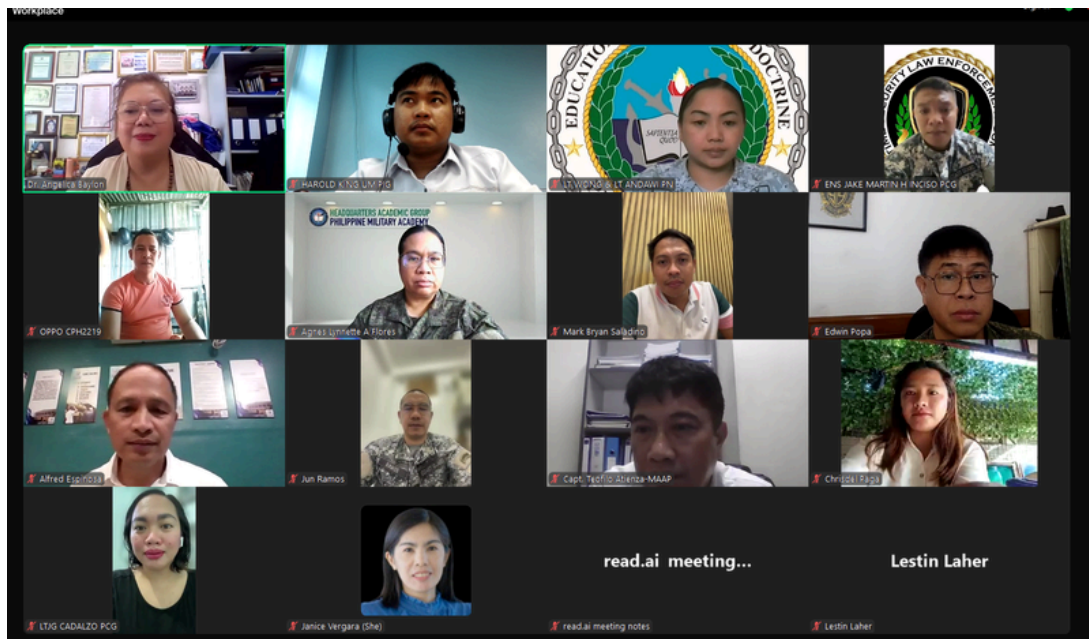 Workplace
EDUCATION
DOCTRINE
SAPIENTIA
QUOD
SECURITY LAW ENFORCEMENT
Dr. Angelica Baylon
HAROLD KING LIM PIG
LT WONG & LT ANDAWI PN
ENS JAKE MARTIN H INCISO PCG
HEADQUARTERS ACADEMIC GROUP
PHILIPPINE MILITARY ACADEMY
OPPO CPH2219
Agnes Lynnette A Flores
Mark Bryan Saladino
Edwin Popa
Alfred Espinosa
Jun Ramos
Capt. Teofilo Atienza-MAAP
Chrisdel Paga
read.ai meeting...
Lestin Laher
LTJG CADALZO PCG
Janice Vergara (She)
read.ai meeting notes
Lestin Laher